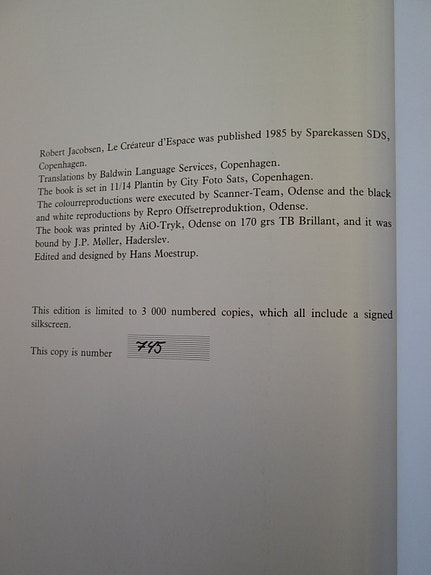 Robert Jacobsen, Le Créateur d'Espace was published 1985 by Sparekassen SDS,
Copenhagen.
Translations by Baldwin Language Services, Copenhagen.
The book is set in 11/14 Plantin by City Foto Sats, Copenhagen.
The colourreproductions were executed by Scanner-Team, Odense and the black
and white reproductions by Repro Offsetreproduktion, Odense.
The book was printed by AiO-Tryk, Odense on 170 grs TB Brillant, and it was
bound by J.P. Møller, Haderslev.
Edited and designed by Hans Moestrup.
This edition is limited to 3 000 numbered copies, which all include a signed
silkscreen.
This copy is number 745